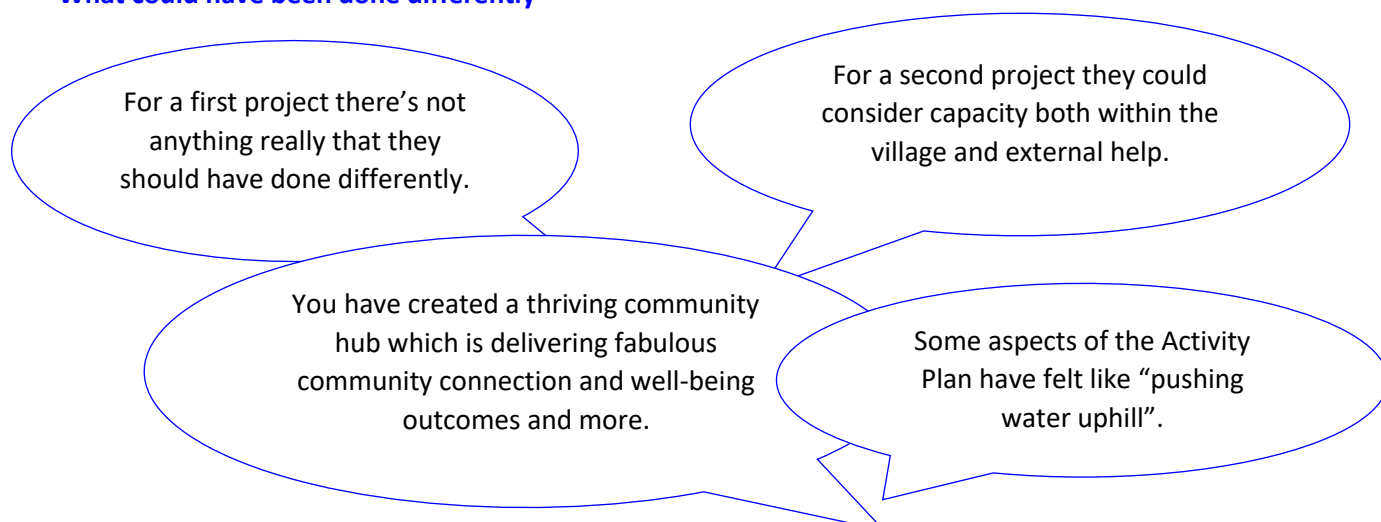 What could have been done differently
For a first project there’s not
anything really that they
should have done differently.
For a second project they could
consider capacity both within the
village and external help.
You have created a thriving community
hub which is delivering fabulous
community connection and well-being
outcomes and more.
Some aspects of the Activity
Plan have felt like “pushing
water uphill”.